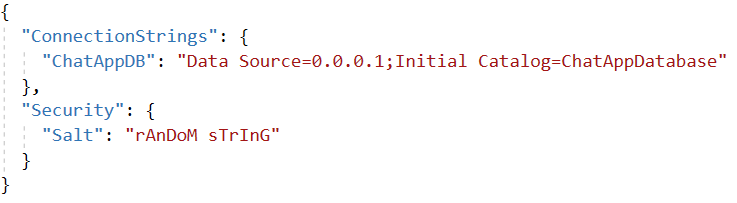 {
"ConnectionStrings": {
"ChatAppDB": "Data Source=0.0.0.1;Initial Catalog=ChatAppDatabase"
},
"Security": {
"Salt": "rAnDoM sTrInG"
}
}